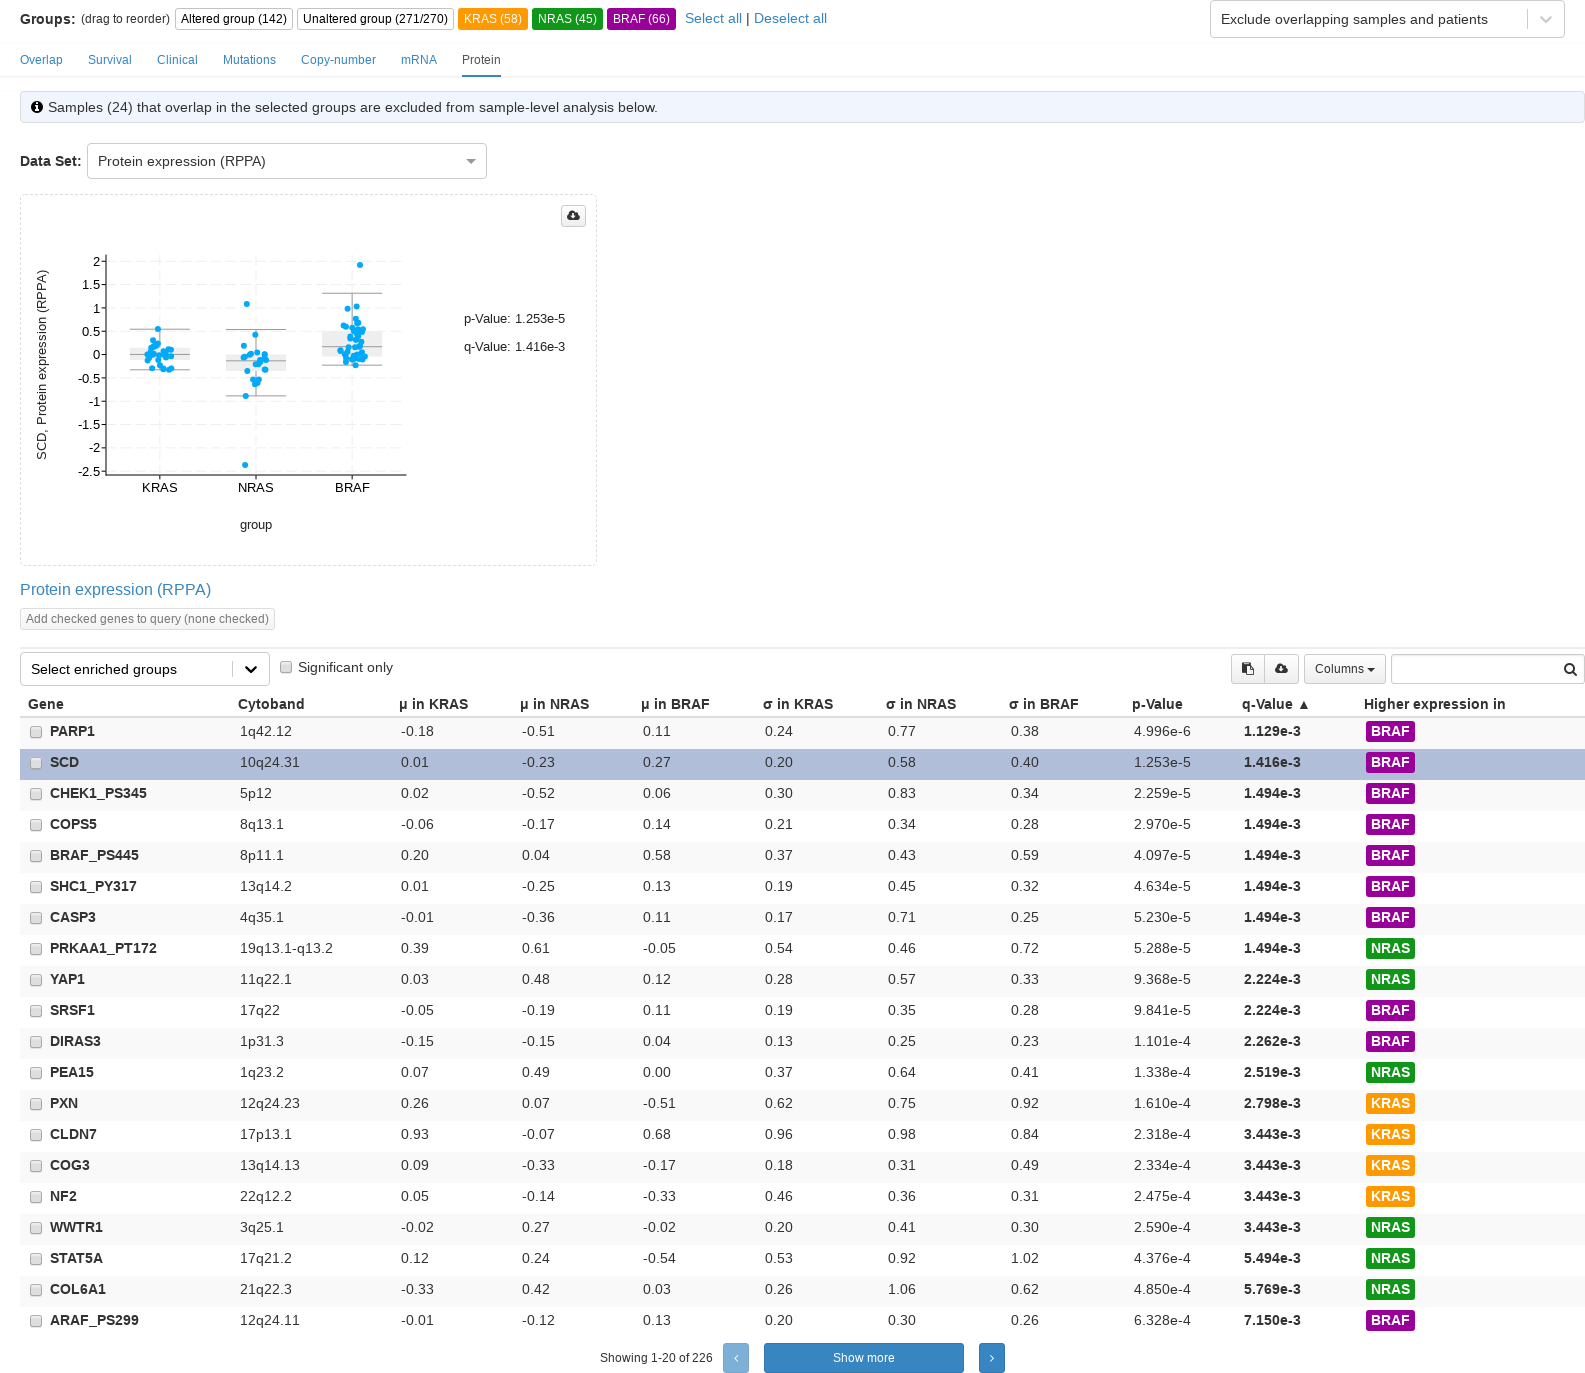 Groups: (drag to reorder) Altered group (142) Unaltered group (271/270) KRAS (58) NRAS (45) BRAF (66) Select all | Deselect all Exclude overlapping samples and patients
Overlap Survival Clinical Mutations Copy-number mRNA Protein
Samples (24) that overlap in the selected groups are excluded from sample-level analysis below.
Data Set: Protein expression (RPPA)
SCD, Protein expression (RPPA)
2
1.5
1
0.5
0
-0.5
-1
-1.5
-2
-2.5
KRAS NRAS BRAF
group
p-Value: 1.253e-5
q-Value: 1.416e-3
Protein expression (RPPA)
Add checked genes to query (none checked)
Select enriched groups Significant only Columns
Gene Cytoband μ in KRAS μ in NRAS μ in BRAF σ in KRAS σ in NRAS σ in BRAF p-Value q-Value ▲ Higher expression in
PARP1 1q42.12 -0.18 -0.51 0.11 0.24 0.77 0.38 4.996e-6 1.129e-3 BRAF
SCD 10q24.31 0.01 -0.23 0.27 0.20 0.58 0.40 1.253e-5 1.416e-3 BRAF
CHEK1_PS345 5p12 0.02 -0.52 0.06 0.30 0.83 0.34 2.259e-5 1.494e-3 BRAF
COPS5 8q13.1 -0.06 -0.17 0.14 0.21 0.34 0.28 2.970e-5 1.494e-3 BRAF
BRAF_PS445 8p11.1 0.20 0.04 0.58 0.37 0.43 0.59 4.097e-5 1.494e-3 BRAF
SHC1_PY317 13q14.2 0.01 -0.25 0.13 0.19 0.45 0.32 4.634e-5 1.494e-3 BRAF
CASP3 4q35.1 -0.01 -0.36 0.11 0.17 0.71 0.25 5.230e-5 1.494e-3 BRAF
PRKAA1_PT172 19q13.1-q13.2 0.39 0.61 -0.05 0.54 0.46 0.72 5.288e-5 1.494e-3 NRAS
YAP1 11q22.1 0.03 0.48 0.12 0.28 0.57 0.33 9.368e-5 2.224e-3 NRAS
SRSF1 17q22 -0.05 -0.19 0.11 0.19 0.35 0.28 9.841e-5 2.224e-3 BRAF
DIRAS3 1p31.3 -0.15 -0.15 0.04 0.13 0.25 0.23 1.101e-4 2.262e-3 BRAF
PEA15 1q23.2 0.07 0.49 0.00 0.37 0.64 0.41 1.338e-4 2.519e-3 NRAS
PXN 12q24.23 0.26 0.07 -0.51 0.62 0.75 0.92 1.610e-4 2.798e-3 KRAS
CLDN7 17p13.1 0.93 -0.07 0.68 0.96 0.98 0.84 2.318e-4 3.443e-3 KRAS
COG3 13q14.13 0.09 -0.33 -0.17 0.18 0.31 0.49 2.334e-4 3.443e-3 KRAS
NF2 22q12.2 0.05 -0.14 -0.33 0.46 0.36 0.31 2.475e-4 3.443e-3 KRAS
WWTR1 3q25.1 -0.02 0.27 -0.02 0.20 0.41 0.30 2.590e-4 3.443e-3 NRAS
STAT5A 17q21.2 0.12 0.24 -0.54 0.53 0.92 1.02 4.376e-4 5.494e-3 NRAS
COL6A1 21q22.3 -0.33 0.42 0.03 0.26 1.06 0.62 4.850e-4 5.769e-3 NRAS
ARAF_PS299 12q24.11 -0.01 -0.12 0.13 0.20 0.30 0.26 6.328e-4 7.150e-3 BRAF
Showing 1-20 of 226 ‹ Show more ›